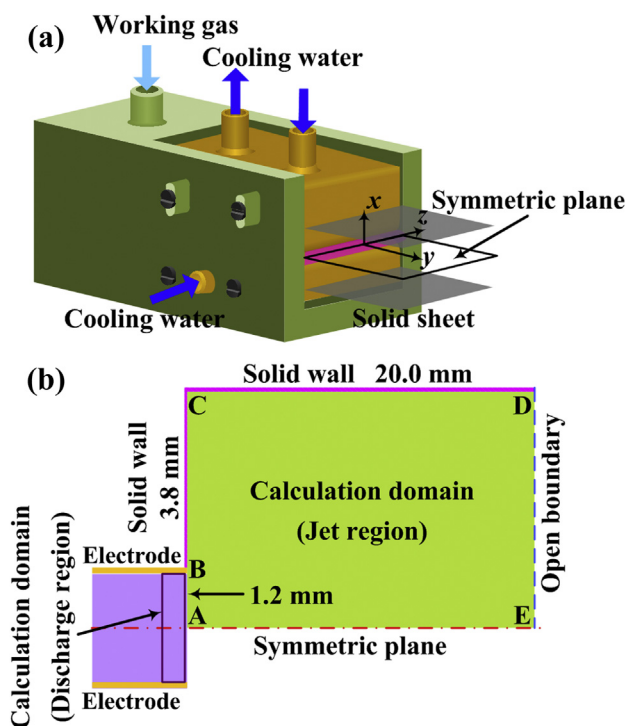 (a)
Working gas
Cooling water
x
z
y
Symmetric plane
Cooling water
Solid sheet
(b)
Solid wall 20.0 mm
C
D
Solid wall
3.8 mm
Calculation domain
(Jet region)
Open boundary
Calculation domain
(Discharge region)
Electrode
B
1.2 mm
A
E
Symmetric plane
Electrode